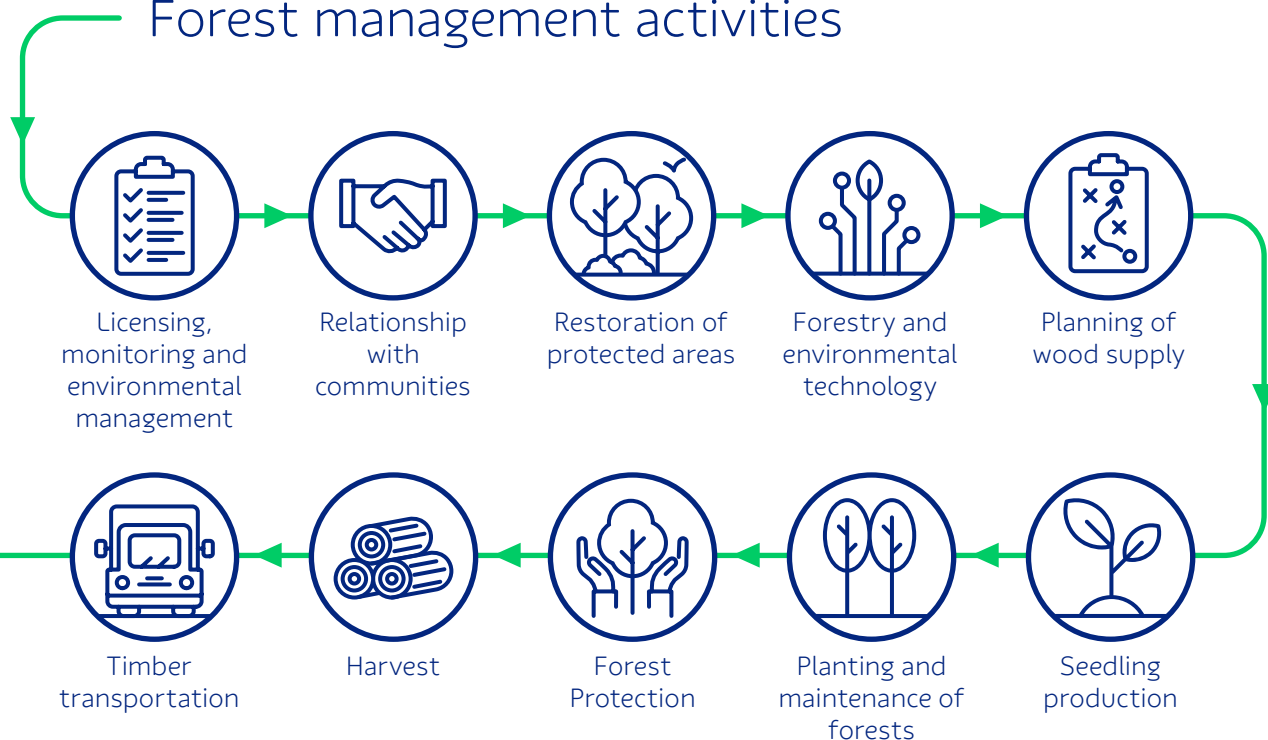 Forest management activities
Licensing,
monitoring and
environmental
management
Relationship
with
communities
Restoration of
protected areas
Forestry and
environmental
technology
Planning of
wood supply
Timber
transportation
Harvest
Forest
Protection
Planting and
maintenance of
forests
Seedling
production